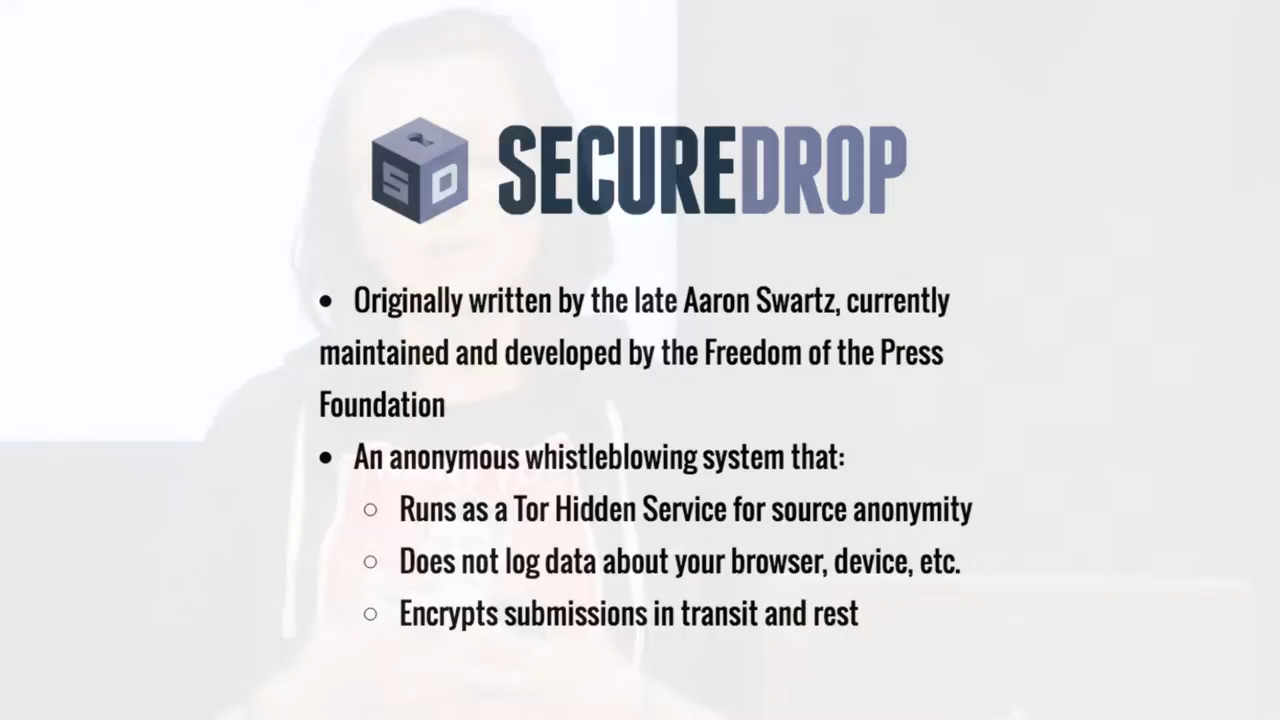 SD
SECUREDROP
• Originally written by the late Aaron Swartz, currently
maintained and developed by the Freedom of the Press
Foundation
• An anonymous whistleblowing system that:
○ Runs as a Tor Hidden Service for source anonymity
○ Does not log data about your browser, device, etc.
○ Encrypts submissions in transit and rest